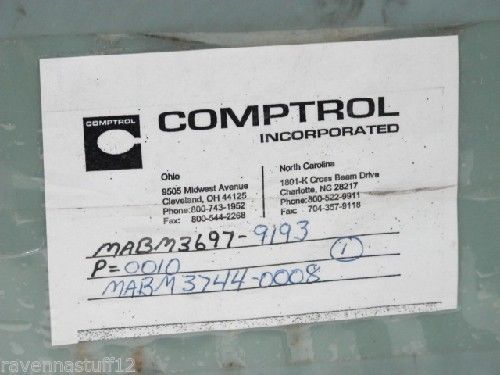 COMPTROL
COMPTROL
INCORPORATED
Ohio
9505 Midwest Avenue
Cleveland, OH 44125
Phone:800-743-1952
Fax: 800-544-2268
North Carolina
1801-K Cross Beam Drive
Charlotte, NC 28217
Phone:800-522-9911
Fax: 704-357-9118
MABM3697-9193
P=0010 1
MABM3744-0008
ravennastuff12